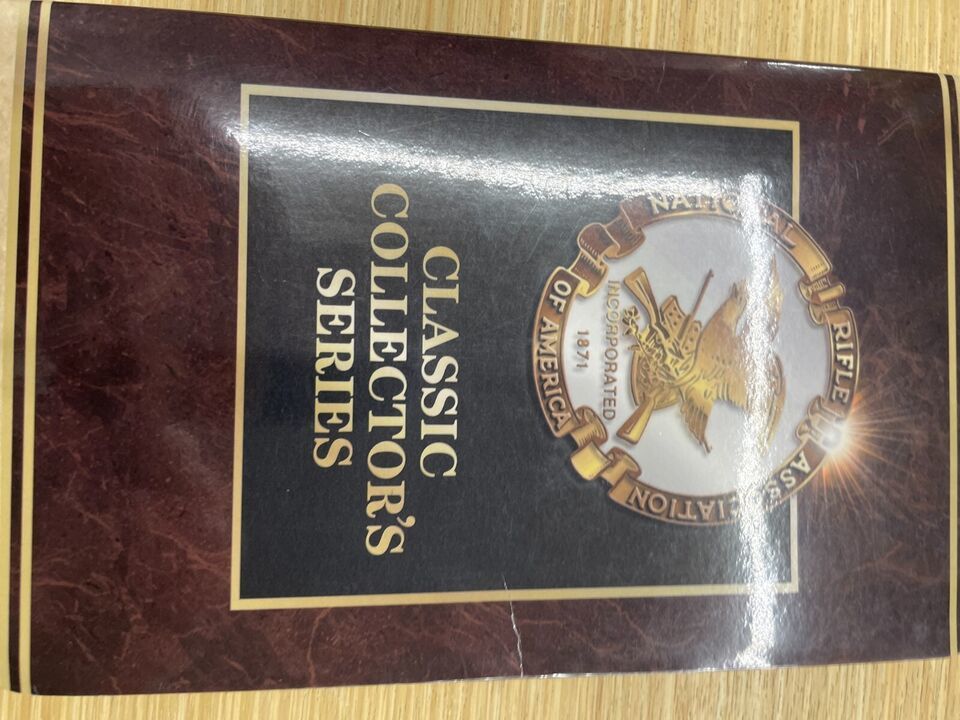 NATIONAL RIFLE ASSOCIATION
OF AMERICA
INCORPORATED
1871
CLASSIC
COLLECTOR'S
SERIES